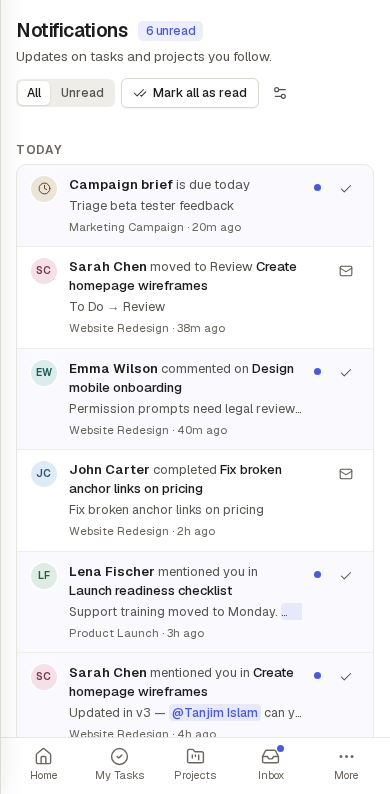 Notifications 6 unread
Updates on tasks and projects you follow.
All Unread Mark all as read
TODAY
Campaign brief is due today
Triage beta tester feedback
Marketing Campaign · 20m ago
SC Sarah Chen moved to Review Create
homepage wireframes
To Do → Review
Website Redesign · 38m ago
EW Emma Wilson commented on Design
mobile onboarding
Permission prompts need legal review…
Website Redesign · 40m ago
JC John Carter completed Fix broken
anchor links on pricing
Fix broken anchor links on pricing
Website Redesign · 2h ago
LF Lena Fischer mentioned you in
Launch readiness checklist
Support training moved to Monday. …
Product Launch · 3h ago
SC Sarah Chen mentioned you in Create
homepage wireframes
Updated in v3 — @Tanjim Islam can y…
Website Redesign · 4h ago
Home My Tasks Projects Inbox More